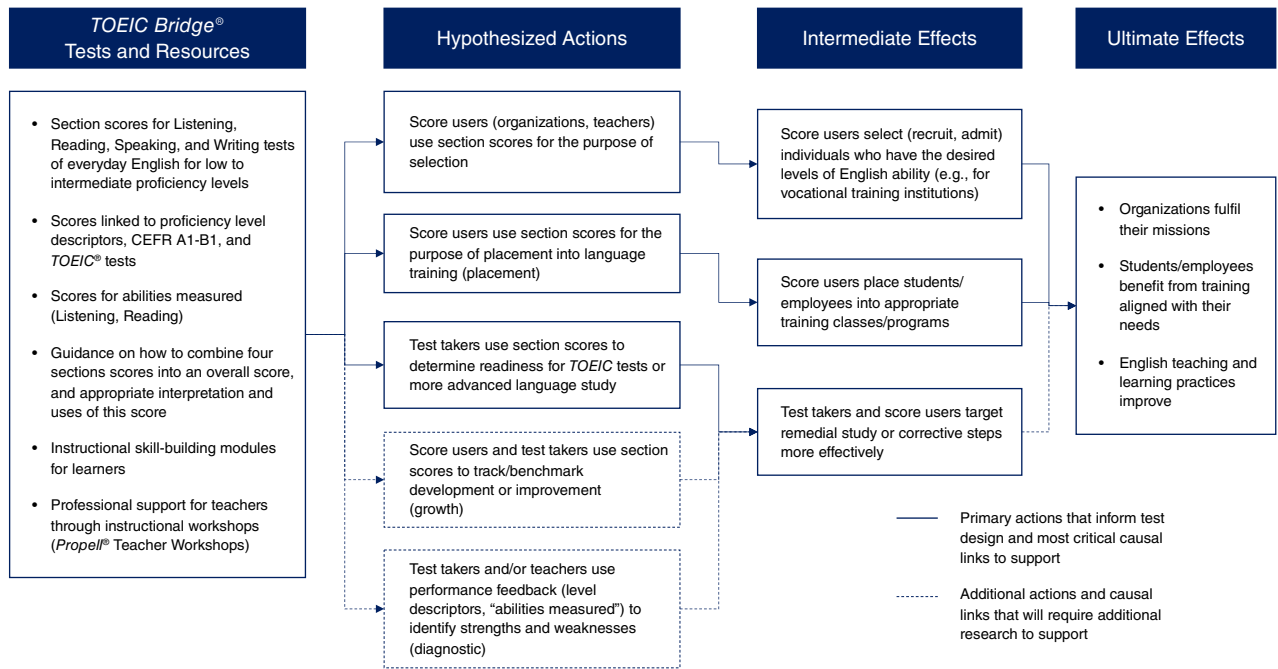 TOEIC Bridge®
Tests and Resources
Hypothesized Actions
Intermediate Effects
Ultimate Effects
• Section scores for Listening,
Reading, Speaking, and Writing tests
of everyday English for low to
intermediate proficiency levels
• Scores linked to proficiency level
descriptors, CEFR A1-B1, and
TOEIC® tests
• Scores for abilities measured
(Listening, Reading)
• Guidance on how to combine four
sections scores into an overall score,
and appropriate interpretation and
uses of this score
• Instructional skill-building modules
for learners
• Professional support for teachers
through instructional workshops
(Propell® Teacher Workshops)
Score users (organizations, teachers)
use section scores for the purpose of
selection
Score users use section scores for the
purpose of placement into language
training (placement)
Test takers use section scores to
determine readiness for TOEIC tests or
more advanced language study
Score users and test takers use section
scores to track/benchmark
development or improvement
(growth)
Test takers and/or teachers use
performance feedback (level
descriptors, “abilities measured”) to
identify strengths and weaknesses
(diagnostic)
Score users select (recruit, admit)
individuals who have the desired
levels of English ability (e.g., for
vocational training institutions)
Score users place students/
employees into appropriate
training classes/programs
Test takers and score users target
remedial study or corrective steps
more effectively
• Organizations fulfil
their missions
• Students/employees
benefit from training
aligned with their
needs
• English teaching and
learning practices
improve
Primary actions that inform test
design and most critical causal
links to support
Additional actions and causal
links that will require additional
research to support